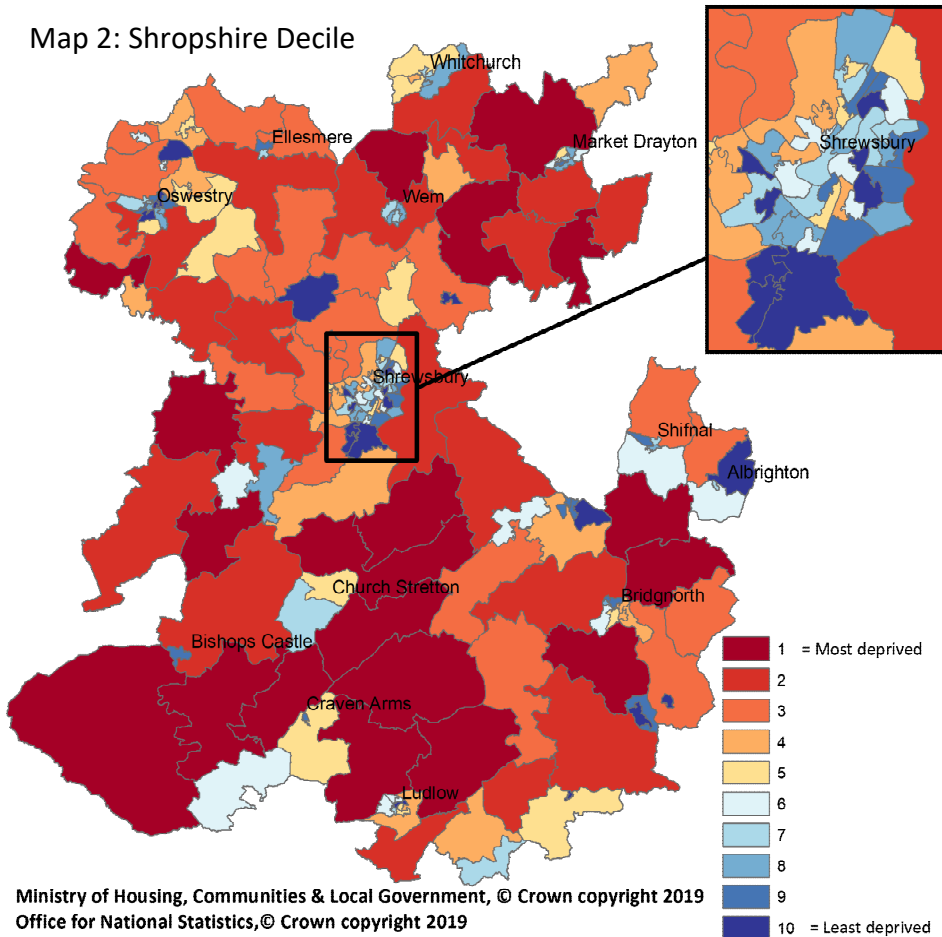 Map 2: Shropshire Decile
Whitchurch
Ellesmere
Market Drayton
Shrewsbury
Oswestry
Wem
Shrewsbury
Shifnal
Albrighton
Church Stretton
Bridgnorth
Bishops Castle
Craven Arms
Ludlow
1 = Most deprived
2
3
4
5
6
7
8
9
10 = Least deprived
Ministry of Housing, Communities & Local Government, © Crown copyright 2019
Office for National Statistics,© Crown copyright 2019